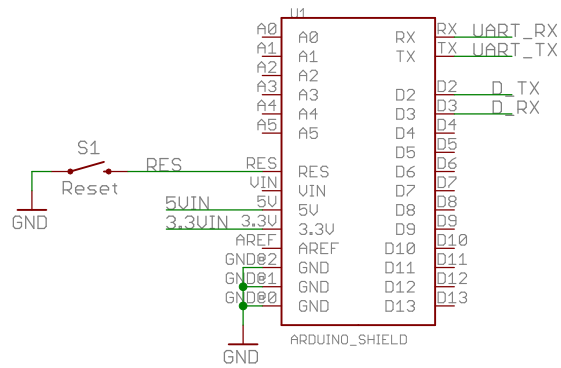 U1
A0 A0 RX RX UART_RX
A1 A1 TX TX UART_TX
A2 A2
A3 A3 D2 D2 D_TX
A4 A4 D3 D3 D_RX
A5 A5 D4 D4
D5 D5
S1 RES RES RES D6 D6
Reset VIN VIN D7 D7
5VIN 5V 5V D8 D8
3.3VIN 3.3V 3.3V D9 D9
GND AREF AREF D10 D10
GND@2 GND D11 D11
GND@1 GND D12 D12
GND@0 GND D13 D13
ARDUINO_SHIELD
GND